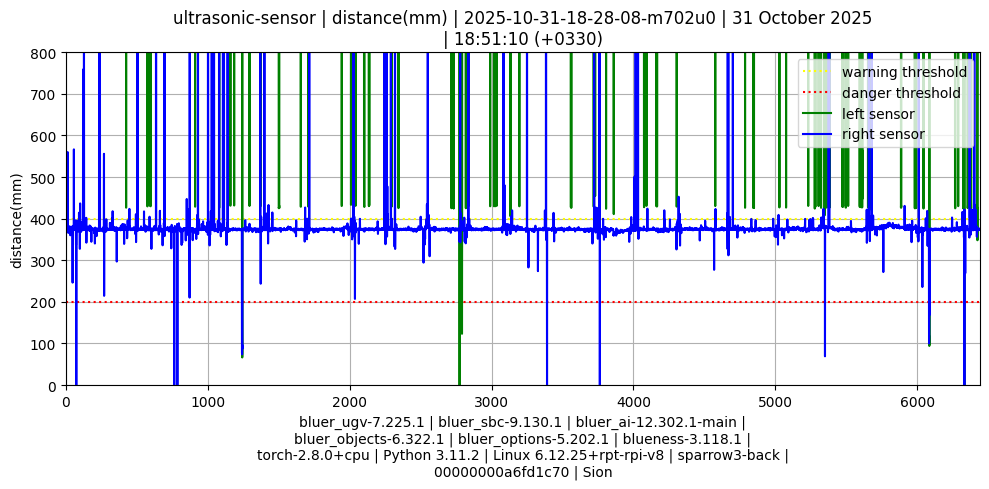 ultrasonic-sensor | distance(mm) | 2025-10-31-18-28-08-m702u0 | 31 October 2025
| 18:51:10 (+0330)
800
700
600
500
400
300
200
100
0
distance(mm)
warning threshold
danger threshold
left sensor
right sensor
0
1000
2000
3000
4000
5000
6000
bluer_ugv-7.225.1 | bluer_sbc-9.130.1 | bluer_ai-12.302.1-main |
bluer_objects-6.322.1 | bluer_options-5.202.1 | blueness-3.118.1 |
torch-2.8.0+cpu | Python 3.11.2 | Linux 6.12.25+rpt-rpi-v8 | sparrow3-back |
00000000a6fd1c70 | Sion